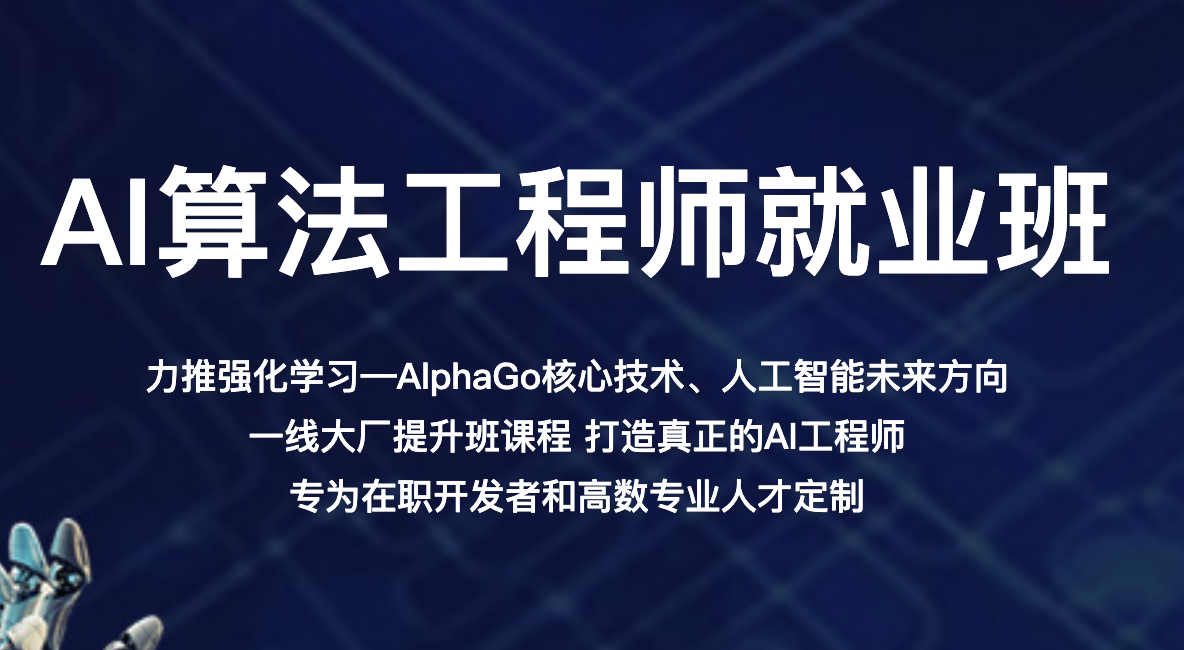 AI算法工程师就业班
力推强化学习—AlphaGo核心技术、人工智能未来方向
一线大厂提升班课程 打造真正的AI工程师
专为在职开发者和高数专业人才定制